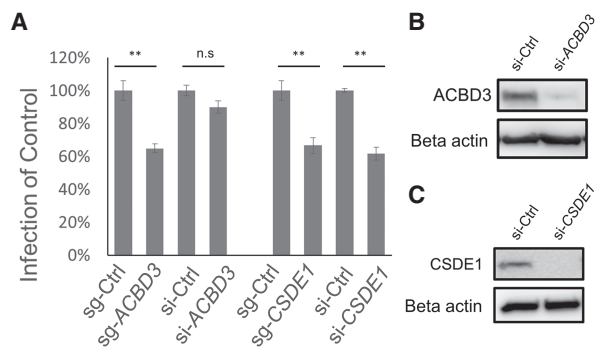 A
Infection of Control
120%
100%
80%
60%
40%
20%
0%
**
n.s
**
**
sg-Ctrl
sg-ACBD3
si-Ctrl
si-ACBD3
sg-Ctrl
sg-CSDE1
si-Ctrl
si-CSDE1
B
si-Ctrl
si-ACBD3
ACBD3
Beta actin
C
si-Ctrl
si-CSDE1
CSDE1
Beta actin